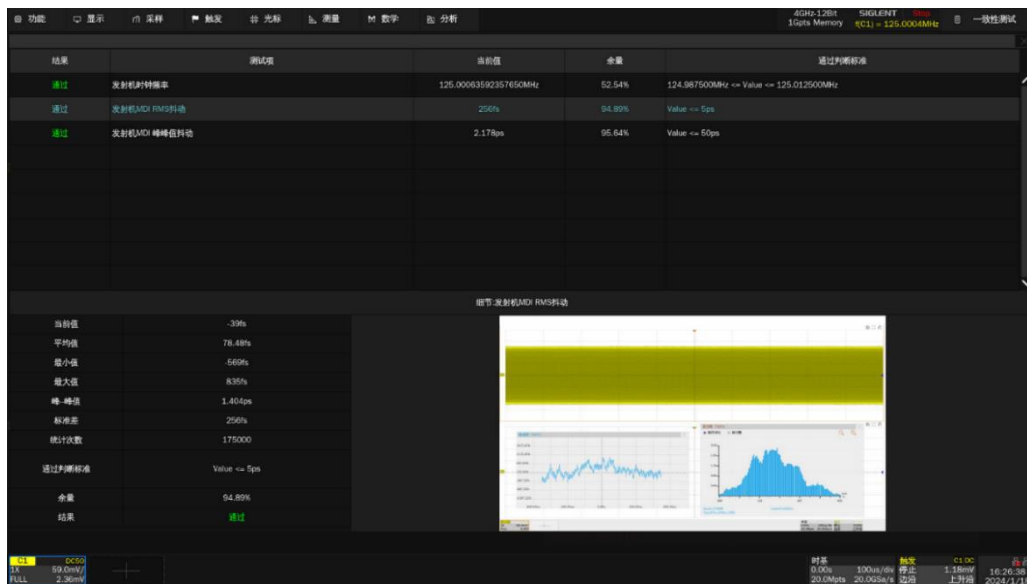 功能 显示 采样 触发 光标 测量 M 数学 分析 4GHz-12Bit 1Gpts Memory SIGLENT Stop f(C1) = 125.0004MHz 一致性测试
结果 测试项 当前值 余量 通过判断标准
通过 发射机时钟频率 125.00063592357650MHz 52.54% 124.987500MHz <= Value <= 125.012500MHz
通过 发射机MDI RMS抖动 256fs 94.89% Value <= 5ps
通过 发射机MDI 峰峰值抖动 2.178ps 95.64% Value <= 50ps
细节:发射机MDI RMS抖动
当前值 -39fs
平均值 78.48fs
最小值 -569fs
最大值 835fs
峰--峰值 1.404ps
标准差 256fs
统计次数 175000
通过判断标准 Value <= 5ps
余量 94.89%
结果 通过
C1 DC50 时基 触发 C1 DC
1X 59.0mV/ 0.00s 100us/div 停止 1.18mV 16:26:38
FULL 2.36mV 20.0Mpts 20.0GSa/s 边沿 上升沿